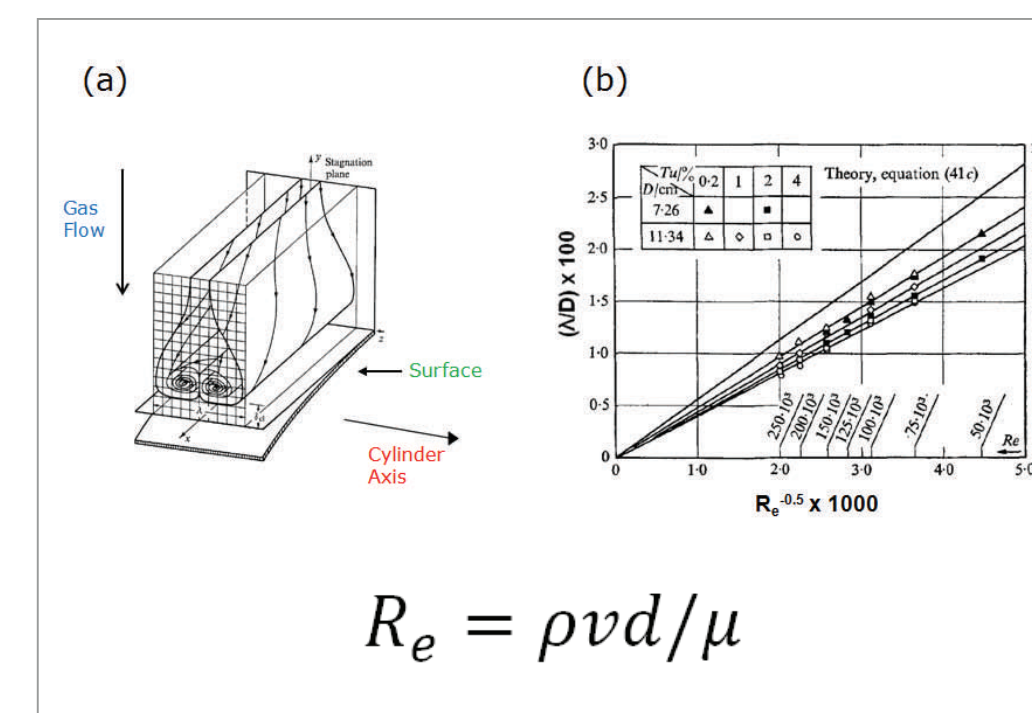 (a)
(b)
Gas
Flow
y Stagnation
plane
z
Surface
λ
x
Cylinder
Axis
3·0
2·5
2·0
1·5
1·0
0·5
0
(λ/D) x 100
Tu/% 0·2 1 2 4
D/cm
7·26
11·34
Theory, equation (41c)
250·10³
200·10³
150·10³
125·10³
100·10³
75·10³
50·10³
Re
0 1·0 2·0 3·0 4·0 5·0
Re^-0.5 x 1000
Re = ρvd/μ